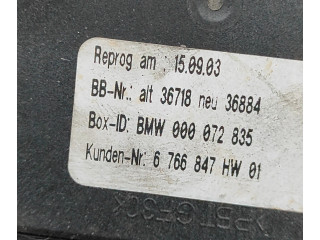 Reprog am : 15.09.03
BB-Nr.: alt 36718 neu 36884
Box-ID: BMW 000 072 835
Kunden-Nr: 6 766 847 HW 01